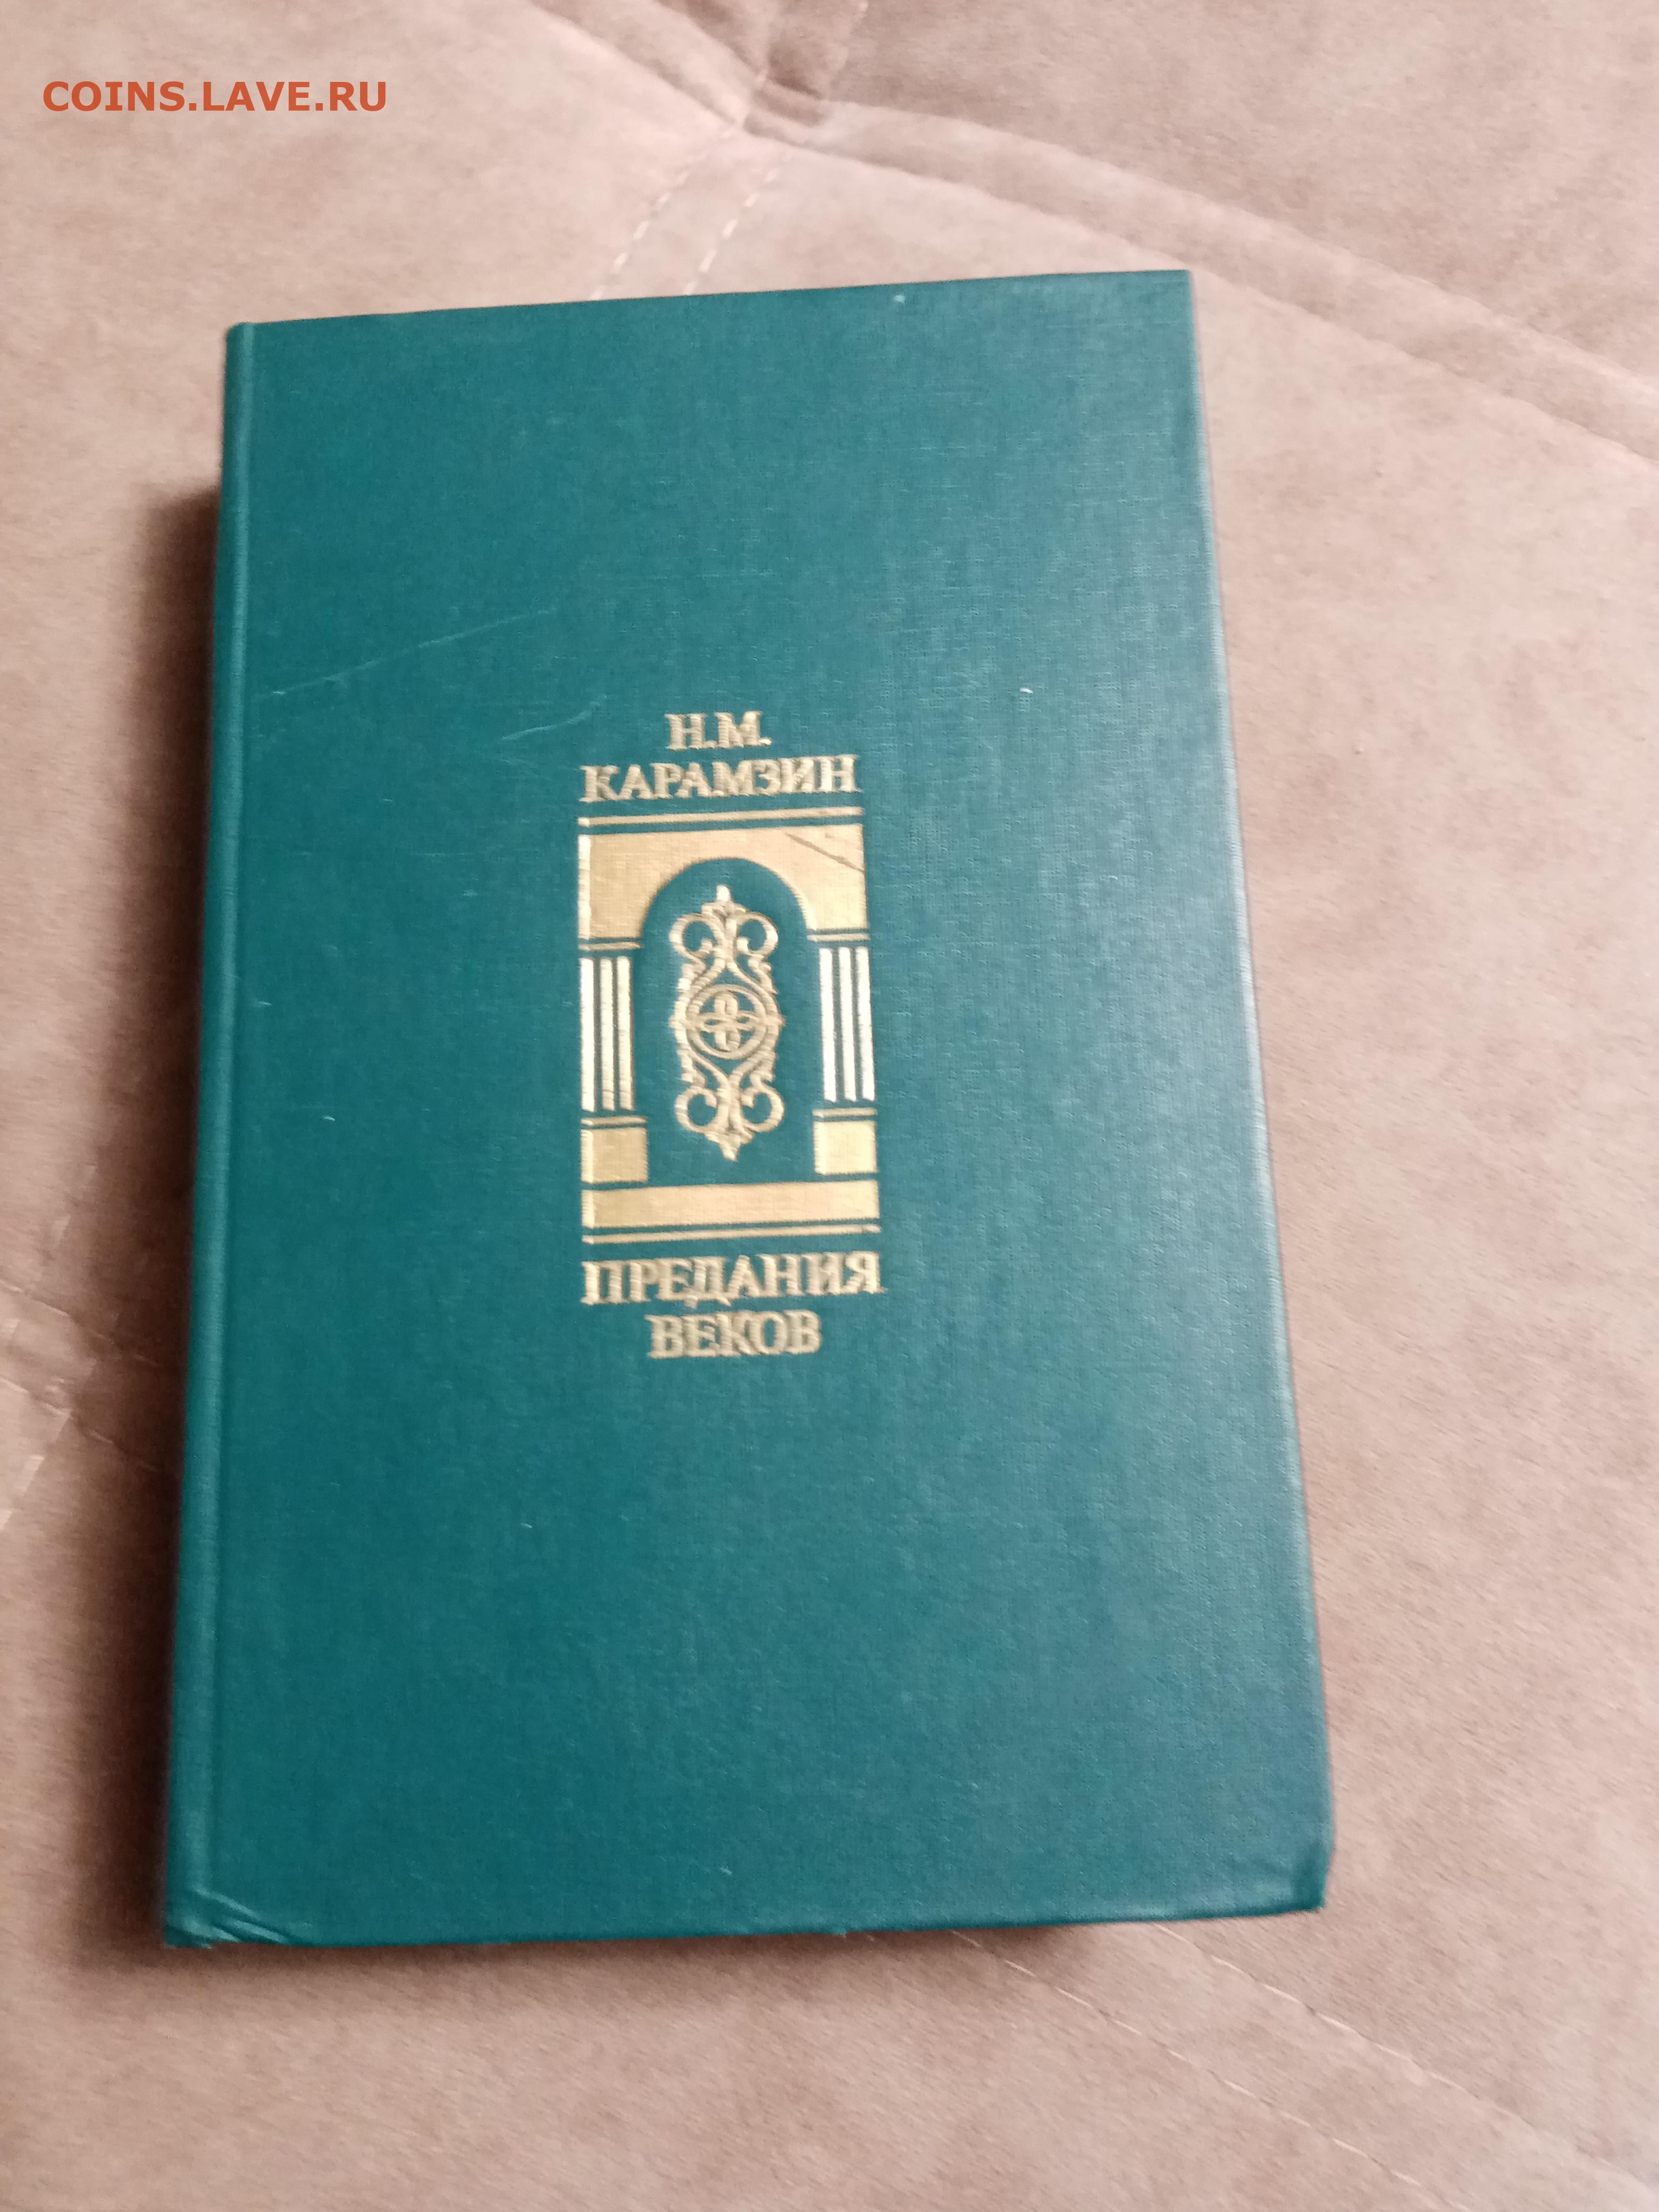 COINS.LAVE.RU
Н.М.
КАРАМЗИН
ПРЕДАНИЯ
ВЕКОВ